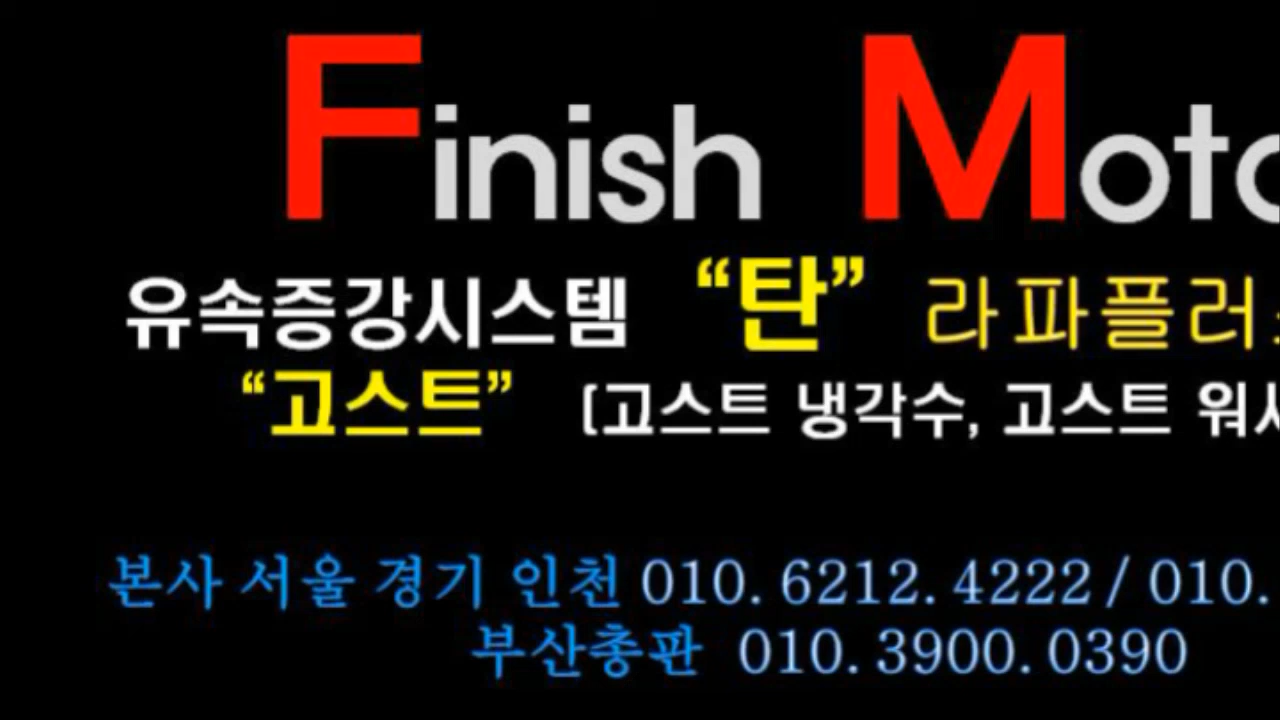 Finish Moto
유속증강시스템 “탄” 라파플러
“고스트” [고스트 냉각수, 고스트 워
본사 서울 경기 인천 010. 6212. 4222 / 010.
부산총판 010. 3900. 0390